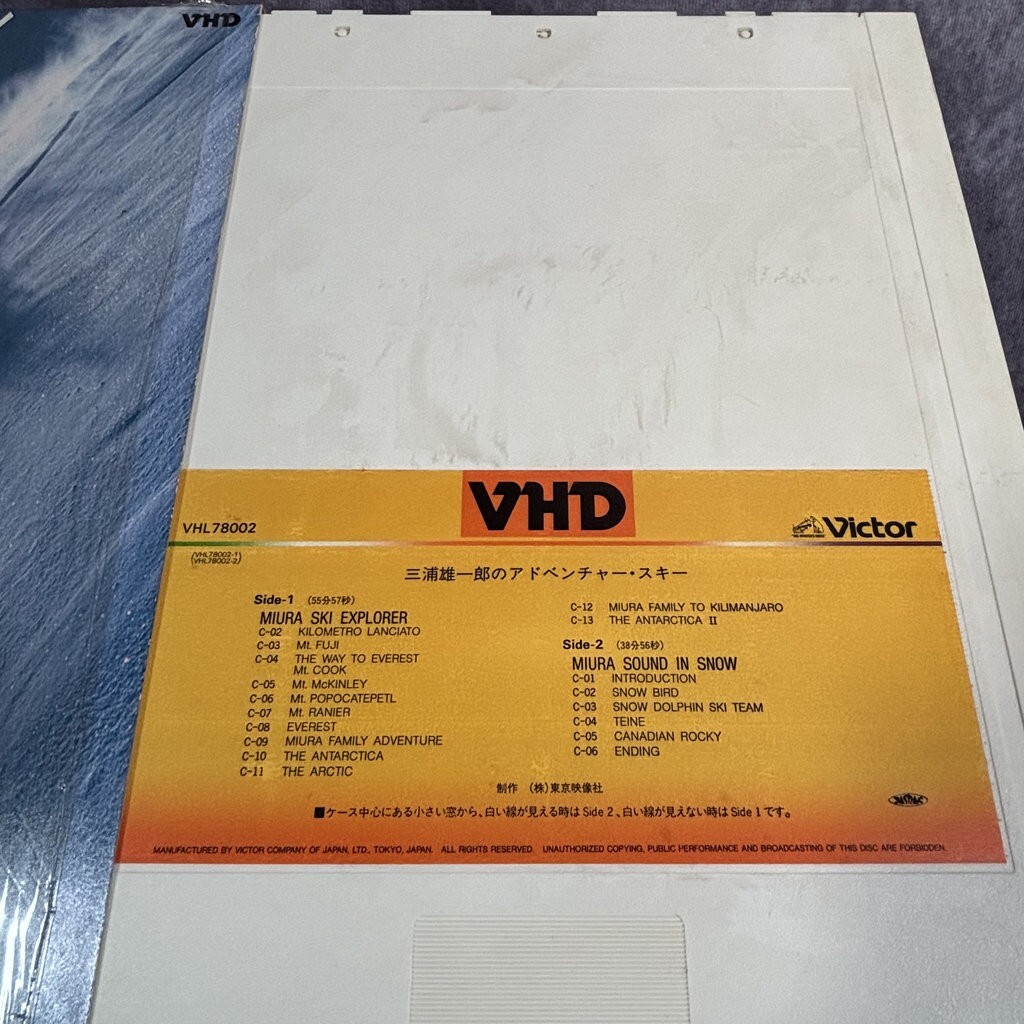 VHD
VHD
VHL78002
(VHL78002-1)
(VHL78002-2)
Victor
三浦雄一郎のアドベンチャー・スキー
Side-1 (55分57秒)
MIURA SKI EXPLORER
C-02 KILOMETRO LANCIATO
C-03 Mt. FUJI
C-04 THE WAY TO EVEREST
Mt. COOK
C-05 Mt. McKINLEY
C-06 Mt. POPOCATEPETL
C-07 Mt. RANIER
C-08 EVEREST
C-09 MIURA FAMILY ADVENTURE
C-10 THE ANTARCTICA
C-11 THE ARCTIC
C-12 MIURA FAMILY TO KILIMANJARO
C-13 THE ANTARCTICA II
Side-2 (38分56秒)
MIURA SOUND IN SNOW
C-01 INTRODUCTION
C-02 SNOW BIRD
C-03 SNOW DOLPHIN SKI TEAM
C-04 TEINE
C-05 CANADIAN ROCKY
C-06 ENDING
制作 (株)東京映像社
■ケース中心にある小さい窓から、白い線が見える時はSide 2、白い線が見えない時はSide 1です。
JASRAC
MANUFACTURED BY VICTOR COMPANY OF JAPAN, LTD., TOKYO, JAPAN. ALL RIGHTS RESERVED. UNAUTHORIZED COPYING, PUBLIC PERFORMANCE AND BROADCASTING OF THIS DISC ARE FORBIDEN.